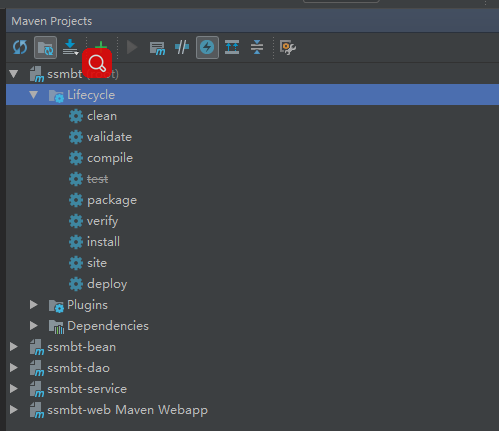 Maven Projects
ssmbt
Lifecycle
clean
validate
compile
test
package
verify
install
site
deploy
Plugins
Dependencies
ssmbt-bean
ssmbt-dao
ssmbt-service
ssmbt-web Maven Webapp